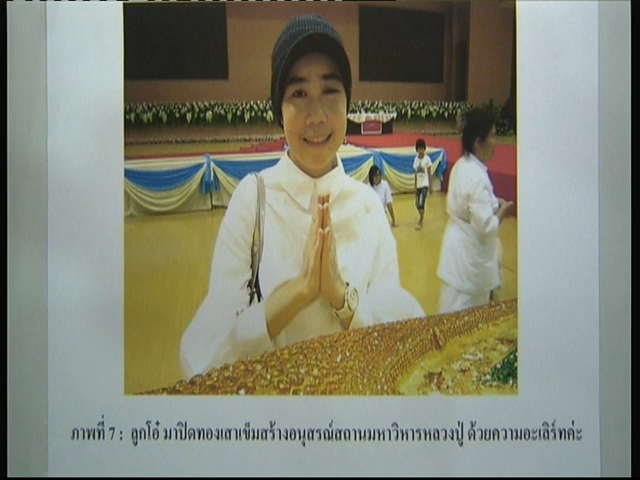 ภาพที่ 7 : ลูกโอ๋ มาปิดทองเสาเข็มสร้างอนุสรณ์สถานมหาวิหารหลวงปู่ ด้วยความอะเลิร์ทค่ะ